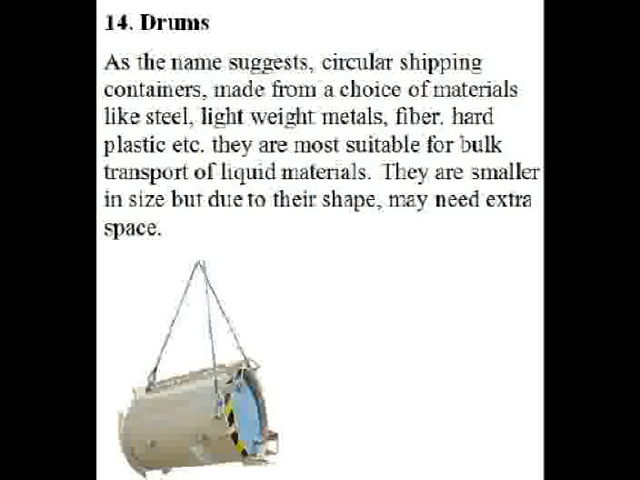 14. Drums
As the name suggests, circular shipping
containers, made from a choice of materials
like steel, light weight metals, fiber, hard
plastic etc. they are most suitable for bulk
transport of liquid materials. They are smaller
in size but due to their shape, may need extra
space.